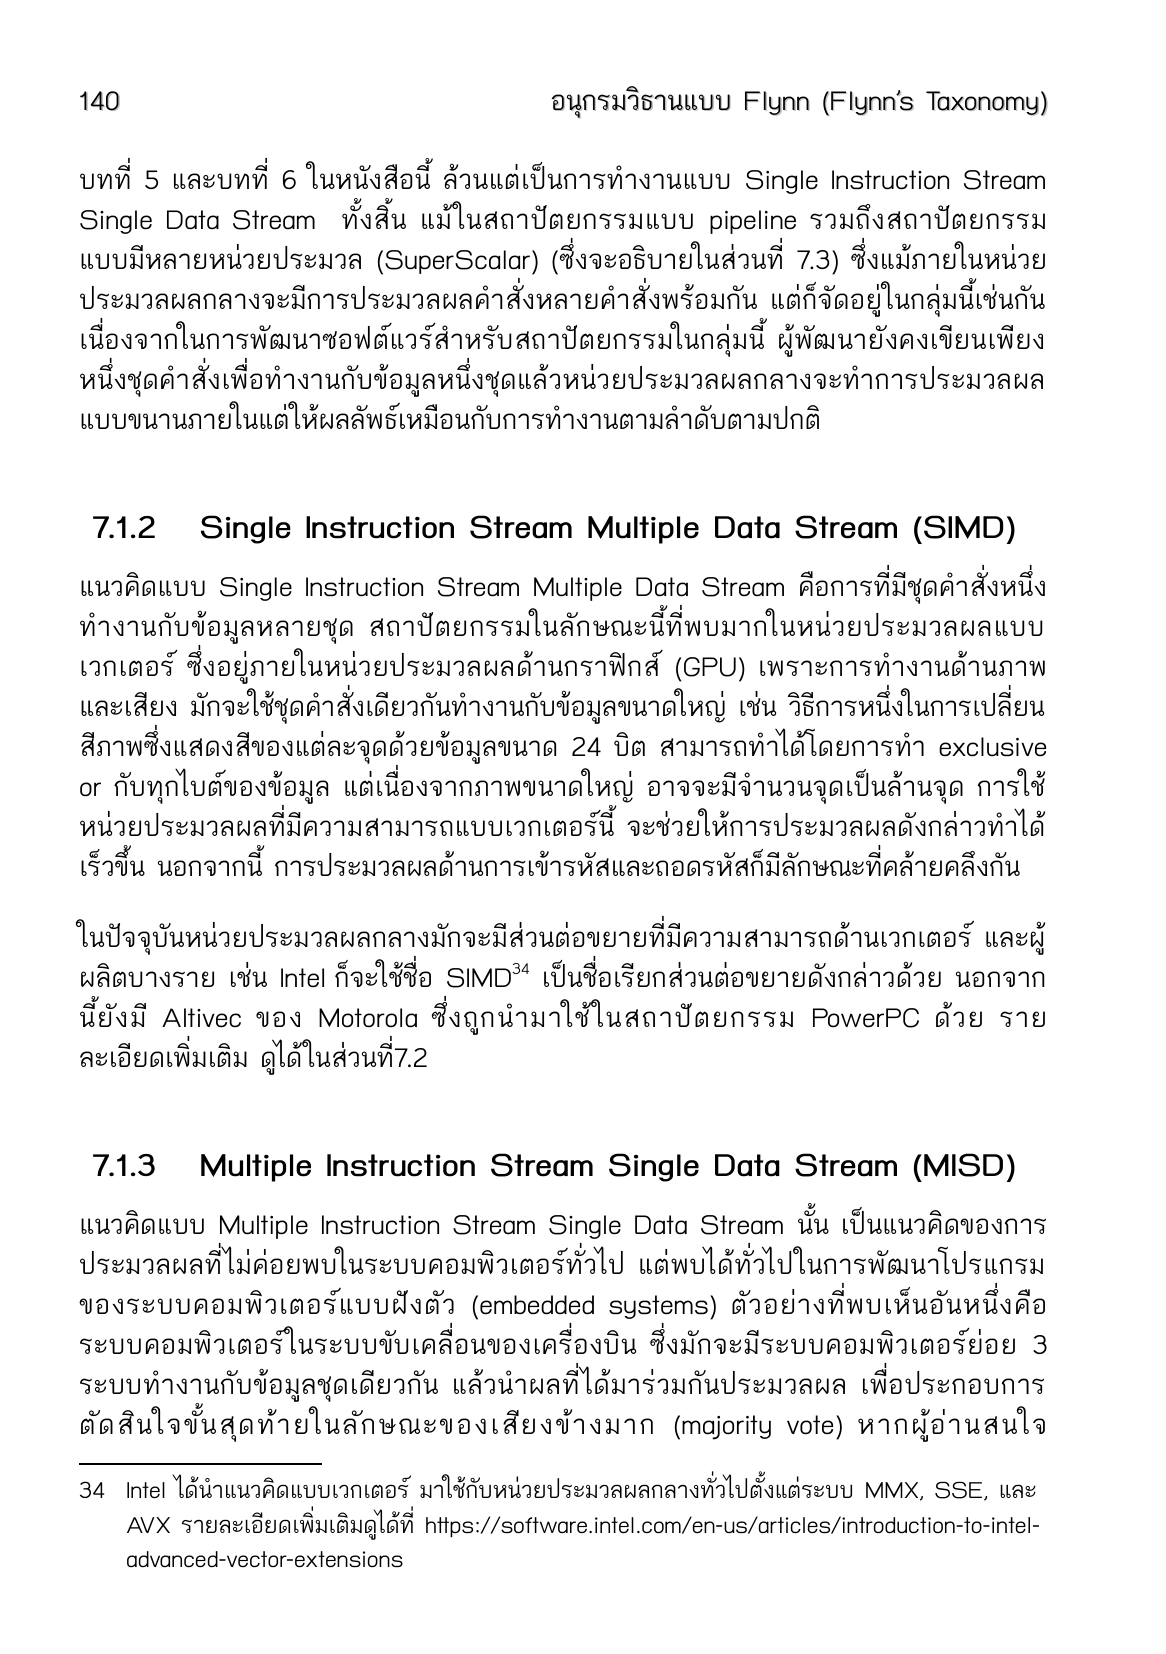 140 อนุกรมวิธานแบบ Flynn (Flynn's Taxonomy)
บทที่ 5 และบทที่ 6 ในหนังสือนี้ ล้วนแต่เป็นการทำงานแบบ Single Instruction Stream
Single Data Stream ทั้งสิ้น แม้ในสถาปัตยกรรมแบบ pipeline รวมถึงสถาปัตยกรรม
แบบมีหลายหน่วยประมวล (SuperScalar) (ซึ่งจะอธิบายในส่วนที่ 7.3) ซึ่งแม้ภายในหน่วย
ประมวลผลกลางจะมีการประมวลผลคำสั่งหลายคำสั่งพร้อมกัน แต่ก็จัดอยู่ในกลุ่มนี้เช่นกัน
เนื่องจากในการพัฒนาซอฟต์แวร์สำหรับสถาปัตยกรรมในกลุ่มนี้ ผู้พัฒนายังคงเขียนเพียง
หนึ่งชุดคำสั่งเพื่อทำงานกับข้อมูลหนึ่งชุดแล้วหน่วยประมวลผลกลางจะทำการประมวลผล
แบบขนานภายในแต่ให้ผลลัพธ์เหมือนกับการทำงานตามลำดับตามปกติ
7.1.2 Single Instruction Stream Multiple Data Stream (SIMD)
แนวคิดแบบ Single Instruction Stream Multiple Data Stream คือการที่มีชุดคำสั่งหนึ่ง
ทำงานกับข้อมูลหลายชุด สถาปัตยกรรมในลักษณะนี้ที่พบมากในหน่วยประมวลผลแบบ
เวกเตอร์ ซึ่งอยู่ภายในหน่วยประมวลผลด้านกราฟิกส์ (GPU) เพราะการทำงานด้านภาพ
และเสียง มักจะใช้ชุดคำสั่งเดียวกันทำงานกับข้อมูลขนาดใหญ่ เช่น วิธีการหนึ่งในการเปลี่ยน
สีภาพซึ่งแสดงสีของแต่ละจุดด้วยข้อมูลขนาด 24 บิต สามารถทำได้โดยการทำ exclusive
or กับทุกไบต์ของข้อมูล แต่เนื่องจากภาพขนาดใหญ่ อาจจะมีจำนวนจุดเป็นล้านจุด การใช้
หน่วยประมวลผลที่มีความสามารถแบบเวกเตอร์นี้ จะช่วยให้การประมวลผลดังกล่าวทำได้
เร็วขึ้น นอกจากนี้ การประมวลผลด้านการเข้ารหัสและถอดรหัสก็มีลักษณะที่คล้ายคลึงกัน
ในปัจจุบันหน่วยประมวลผลกลางมักจะมีส่วนต่อขยายที่มีความสามารถด้านเวกเตอร์ และผู้
ผลิตบางราย เช่น Intel ก็จะใช้ชื่อ SIMD34 เป็นชื่อเรียกส่วนต่อขยายดังกล่าวด้วย นอกจาก
นี้ยังมี Altivec ของ Motorola ซึ่งถูกนำมาใช้ในสถาปัตยกรรม PowerPC ด้วย ราย
ละเอียดเพิ่มเติม ดูได้ในส่วนที่7.2
7.1.3 Multiple Instruction Stream Single Data Stream (MISD)
แนวคิดแบบ Multiple Instruction Stream Single Data Stream นั้น เป็นแนวคิดของการ
ประมวลผลที่ไม่ค่อยพบในระบบคอมพิวเตอร์ทั่วไป แต่พบได้ทั่วไปในการพัฒนาโปรแกรม
ของระบบคอมพิวเตอร์แบบฝังตัว (embedded systems) ตัวอย่างที่พบเห็นอันหนึ่งคือ
ระบบคอมพิวเตอร์ในระบบขับเคลื่อนของเครื่องบิน ซึ่งมักจะมีระบบคอมพิวเตอร์ย่อย 3
ระบบทำงานกับข้อมูลชุดเดียวกัน แล้วนำผลที่ได้มาร่วมกันประมวลผล เพื่อประกอบการ
ตัดสินใจขั้นสุดท้ายในลักษณะของเสียงข้างมาก (majority vote) หากผู้อ่านสนใจ
34 Intel ได้นำแนวคิดแบบเวกเตอร์ มาใช้กับหน่วยประมวลผลกลางทั่วไปตั้งแต่ระบบ MMX, SSE, และ
AVX รายละเอียดเพิ่มเติมดูได้ที่ https://software.intel.com/en-us/articles/introduction-to-intel-
advanced-vector-extensions